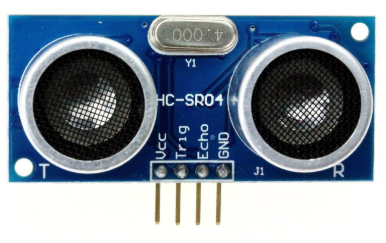 4.000
Y1
HC-SR04
Vcc
Trig
Echo
GND
T
J1
R